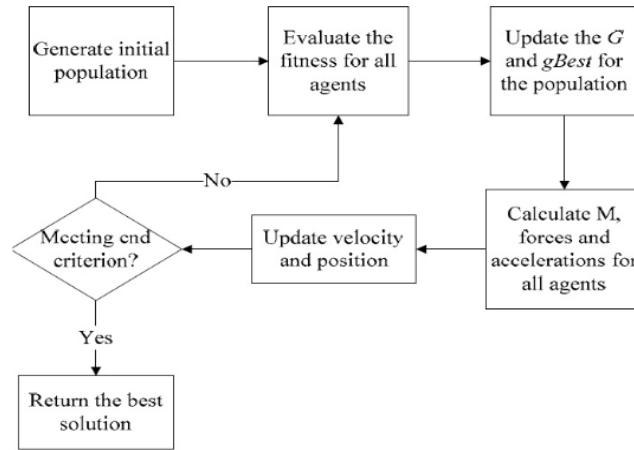 Generate initial
population
Evaluate the
fitness for all
agents
Update the G
and gBest for
the population
Calculate M,
forces and
accelerations for
all agents
Update velocity
and position
Meeting end
criterion?
No
Yes
Return the best
solution